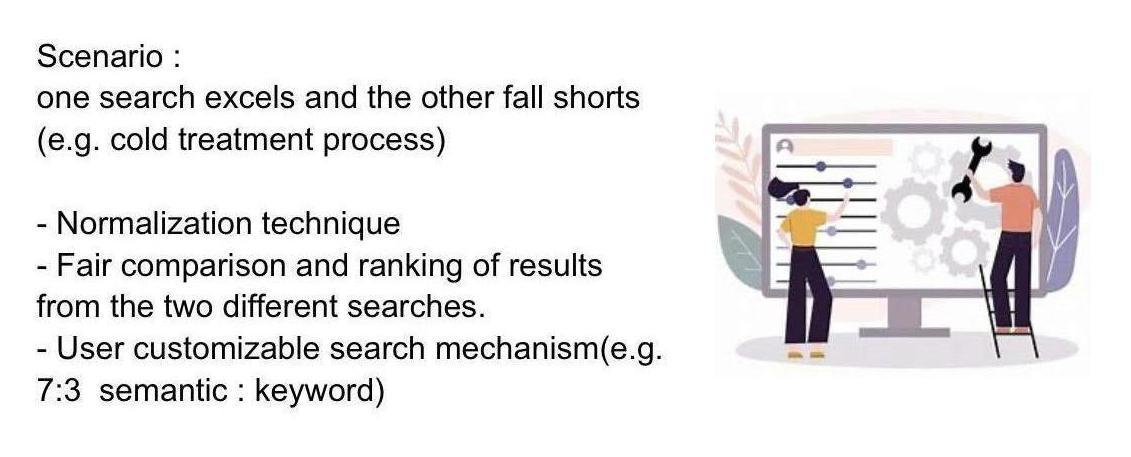 Scenario :
one search excels and the other fall shorts
(e.g. cold treatment process)
- Normalization technique
- Fair comparison and ranking of results
from the two different searches.
- User customizable search mechanism(e.g.
7:3  semantic : keyword)